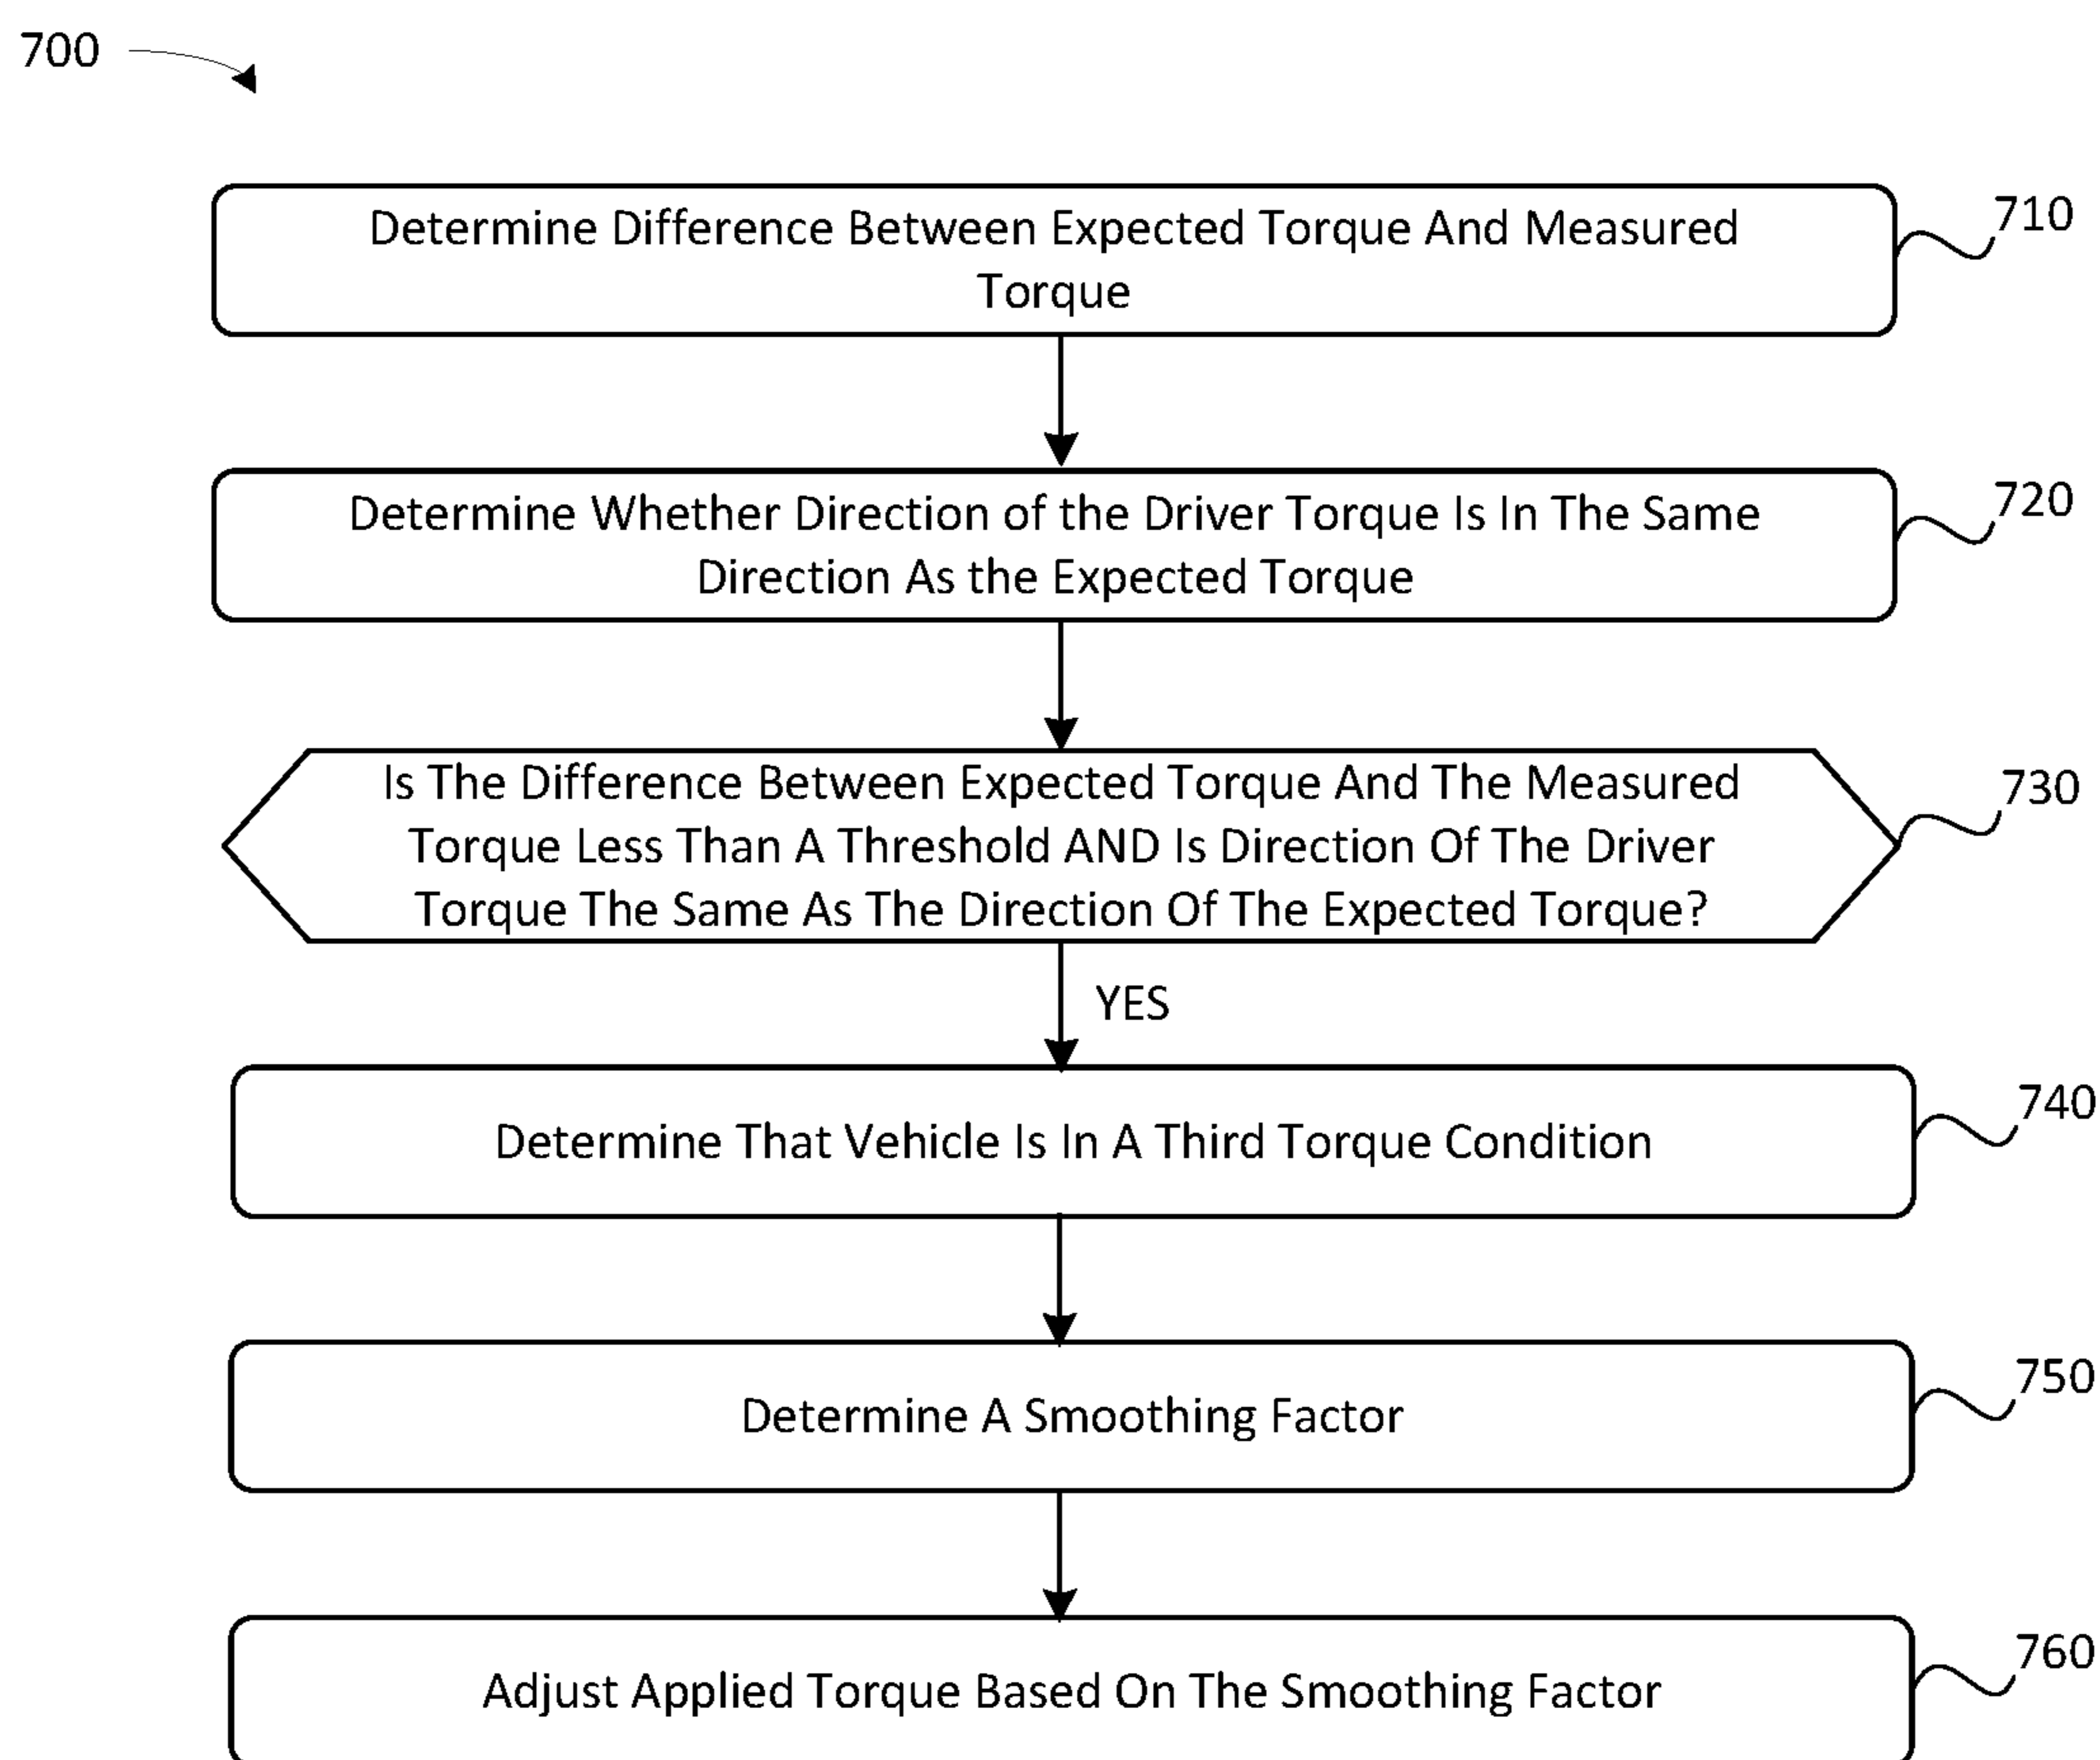 700
Determine Difference Between Expected Torque And Measured
Torque
710
Determine Whether Direction of the Driver Torque Is In The Same
Direction As the Expected Torque
720
Is The Difference Between Expected Torque And The Measured
Torque Less Than A Threshold AND Is Direction Of The Driver
Torque The Same As The Direction Of The Expected Torque?
730
YES
Determine That Vehicle Is In A Third Torque Condition
740
Determine A Smoothing Factor
750
Adjust Applied Torque Based On The Smoothing Factor
760